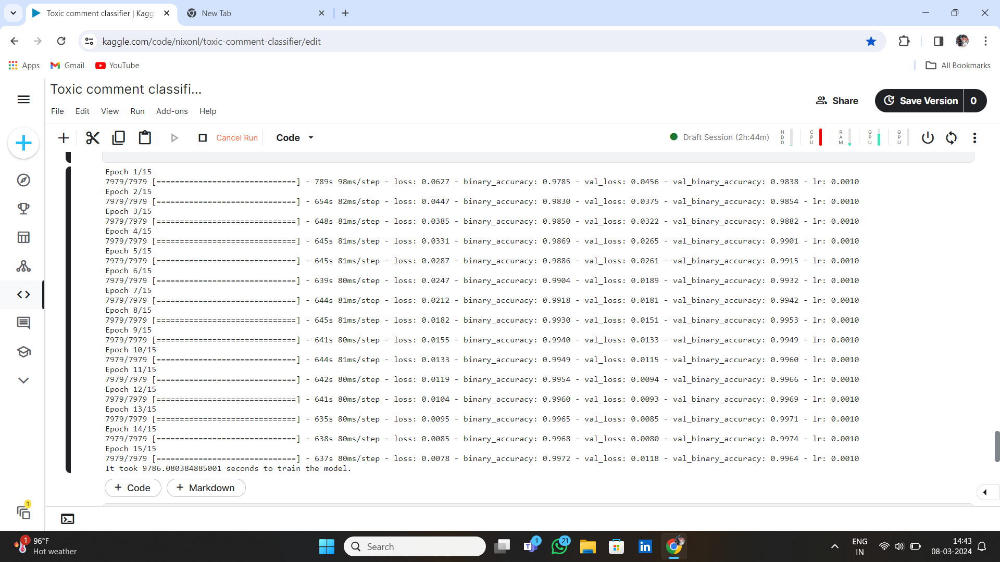 Toxic comment classifier | Kaggl
New Tab
kaggle.com/code/nixonl/toxic-comment-classifier/edit
Apps
Gmail
YouTube
All Bookmarks
Toxic comment classifi...
File Edit View Run Add-ons Help
Share
Save Version 0
Cancel Run
Code
Draft Session (2h:44m)
HDD
CPU
RAM
GPU
GPU
Epoch 1/15
7979/7979 [==============================] - 789s 98ms/step - loss: 0.0627 - binary_accuracy: 0.9785 - val_loss: 0.0456 - val_binary_accuracy: 0.9838 - lr: 0.0010
Epoch 2/15
7979/7979 [==============================] - 654s 82ms/step - loss: 0.0447 - binary_accuracy: 0.9830 - val_loss: 0.0375 - val_binary_accuracy: 0.9854 - lr: 0.0010
Epoch 3/15
7979/7979 [==============================] - 648s 81ms/step - loss: 0.0385 - binary_accuracy: 0.9850 - val_loss: 0.0322 - val_binary_accuracy: 0.9882 - lr: 0.0010
Epoch 4/15
7979/7979 [==============================] - 645s 81ms/step - loss: 0.0331 - binary_accuracy: 0.9869 - val_loss: 0.0265 - val_binary_accuracy: 0.9901 - lr: 0.0010
Epoch 5/15
7979/7979 [==============================] - 645s 81ms/step - loss: 0.0287 - binary_accuracy: 0.9886 - val_loss: 0.0261 - val_binary_accuracy: 0.9915 - lr: 0.0010
Epoch 6/15
7979/7979 [==============================] - 639s 80ms/step - loss: 0.0247 - binary_accuracy: 0.9904 - val_loss: 0.0189 - val_binary_accuracy: 0.9932 - lr: 0.0010
Epoch 7/15
7979/7979 [==============================] - 644s 81ms/step - loss: 0.0212 - binary_accuracy: 0.9918 - val_loss: 0.0181 - val_binary_accuracy: 0.9942 - lr: 0.0010
Epoch 8/15
7979/7979 [==============================] - 645s 81ms/step - loss: 0.0182 - binary_accuracy: 0.9930 - val_loss: 0.0151 - val_binary_accuracy: 0.9953 - lr: 0.0010
Epoch 9/15
7979/7979 [==============================] - 641s 80ms/step - loss: 0.0155 - binary_accuracy: 0.9940 - val_loss: 0.0133 - val_binary_accuracy: 0.9949 - lr: 0.0010
Epoch 10/15
7979/7979 [==============================] - 644s 81ms/step - loss: 0.0133 - binary_accuracy: 0.9949 - val_loss: 0.0115 - val_binary_accuracy: 0.9960 - lr: 0.0010
Epoch 11/15
7979/7979 [==============================] - 642s 80ms/step - loss: 0.0119 - binary_accuracy: 0.9954 - val_loss: 0.0094 - val_binary_accuracy: 0.9966 - lr: 0.0010
Epoch 12/15
7979/7979 [==============================] - 641s 80ms/step - loss: 0.0104 - binary_accuracy: 0.9960 - val_loss: 0.0093 - val_binary_accuracy: 0.9969 - lr: 0.0010
Epoch 13/15
7979/7979 [==============================] - 635s 80ms/step - loss: 0.0095 - binary_accuracy: 0.9965 - val_loss: 0.0085 - val_binary_accuracy: 0.9971 - lr: 0.0010
Epoch 14/15
7979/7979 [==============================] - 638s 80ms/step - loss: 0.0085 - binary_accuracy: 0.9968 - val_loss: 0.0080 - val_binary_accuracy: 0.9974 - lr: 0.0010
Epoch 15/15
7979/7979 [==============================] - 637s 80ms/step - loss: 0.0078 - binary_accuracy: 0.9972 - val_loss: 0.0118 - val_binary_accuracy: 0.9964 - lr: 0.0010
It took 9786.080384885001 seconds to train the model.
+ Code
+ Markdown
1
1
96°F
Hot weather
Search
1
21
ENG
IN
14:43
08-03-2024